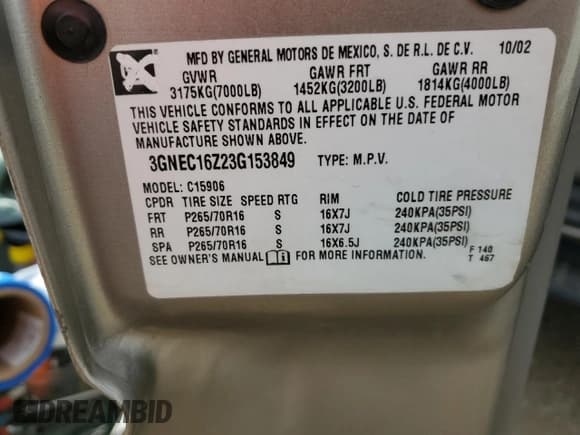 MFD BY GENERAL MOTORS DE MEXICO, S. DE R.L. DE C.V. 10/02
GVWR GAWR FRT GAWR RR
3175KG(7000LB) 1452KG(3200LB) 1814KG(4000LB)
THIS VEHICLE CONFORMS TO ALL APPLICABLE U.S. FEDERAL MOTOR
VEHICLE SAFETY STANDARDS IN EFFECT ON THE DATE OF
MANUFACTURE SHOWN ABOVE.
3GNEC16Z23G153849 TYPE: M.P.V.
MODEL: C15906
CPDR TIRE SIZE SPEED RTG RIM COLD TIRE PRESSURE
FRT P265/70R16 S 16X7J 240KPA(35PSI)
RR P265/70R16 S 16X7J 240KPA(35PSI)
SPA P265/70R16 S 16X6.5J 240KPA(35PSI)
SEE OWNER'S MANUAL FOR MORE INFORMATION.
F 140
T 467
DREAMBID